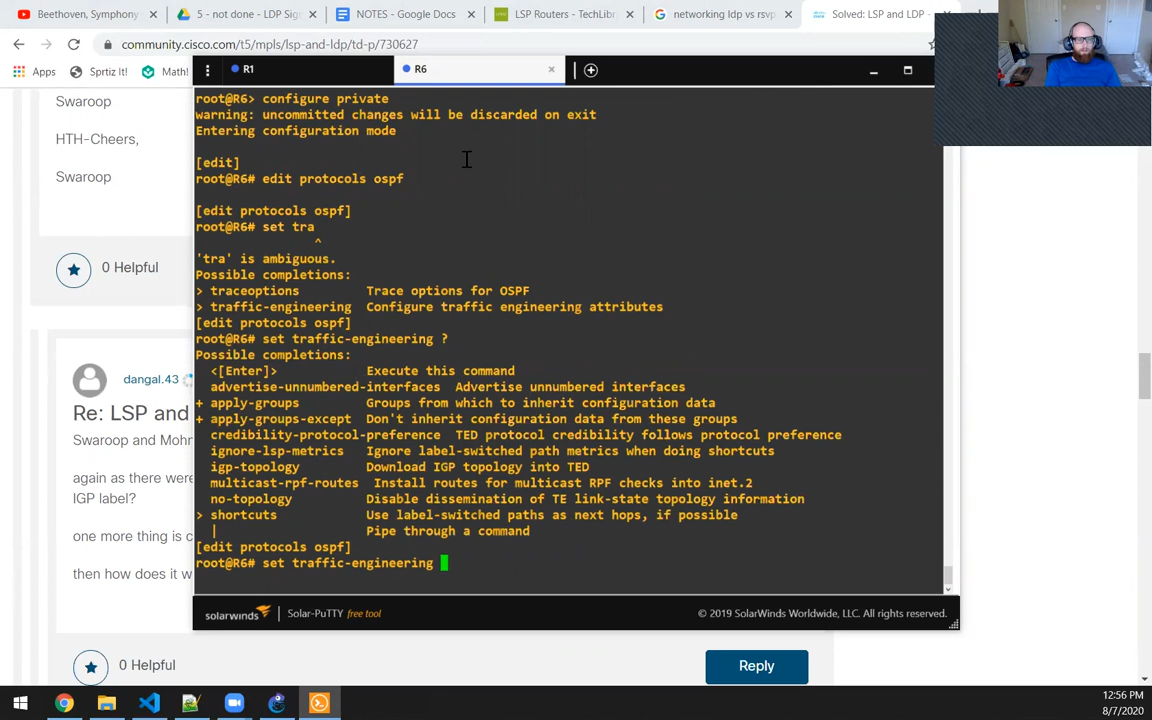 Beethoven, Symphony
5 - not done - LDP Sig
NOTES - Google Docs
LSP Routers - TechLibr
networking ldp vs rsvp
Solved: LSP and LDP -
community.cisco.com/t5/mpls/lsp-and-ldp/td-p/730627
Apps
Sprtiz It!
Math!
R1
R6
Swaroop
HTH-Cheers,
Swaroop
0 Helpful
dangal.43
Re: LSP and
Swaroop and Mohr
again as there were
IGP label?
one more thing is c
then how does it w
0 Helpful
Reply
root@R6> configure private
warning: uncommitted changes will be discarded on exit
Entering configuration mode
[edit]
root@R6# edit protocols ospf
[edit protocols ospf]
root@R6# set tra
^
'tra' is ambiguous.
Possible completions:
> traceoptions Trace options for OSPF
> traffic-engineering Configure traffic engineering attributes
[edit protocols ospf]
root@R6# set traffic-engineering ?
Possible completions:
<[Enter]> Execute this command
advertise-unnumbered-interfaces Advertise unnumbered interfaces
+ apply-groups Groups from which to inherit configuration data
+ apply-groups-except Don't inherit configuration data from these groups
credibility-protocol-preference TED protocol credibility follows protocol preference
ignore-lsp-metrics Ignore label-switched path metrics when doing shortcuts
igp-topology Download IGP topology into TED
multicast-rpf-routes Install routes for multicast RPF checks into inet.2
no-topology Disable dissemination of TE link-state topology information
> shortcuts Use label-switched paths as next hops, if possible
| Pipe through a command
[edit protocols ospf]
root@R6# set traffic-engineering
solarwinds
Solar-PuTTY free tool
© 2019 SolarWinds Worldwide, LLC. All rights reserved.
12:56 PM
8/7/2020